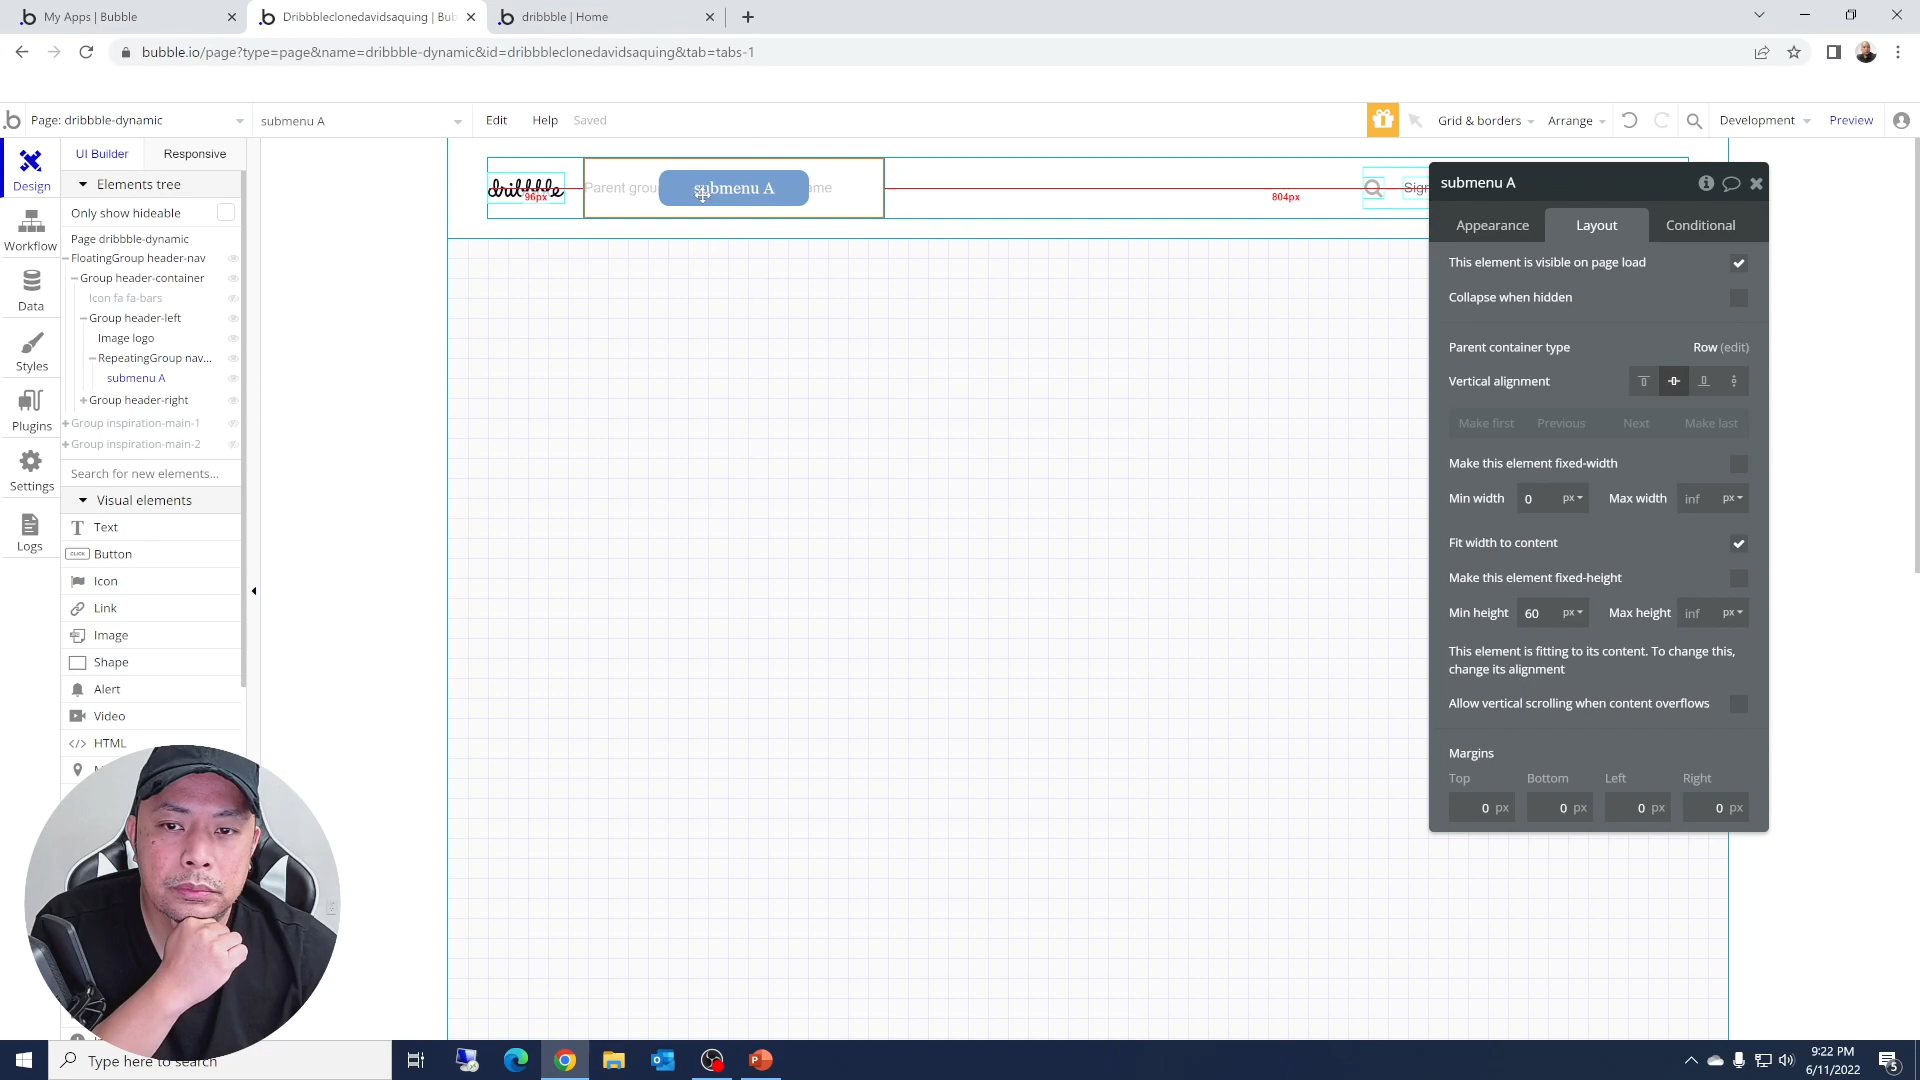 My Apps | Bubble
Dribbbleclonedavidsaquing | Bub
dribbble | Home
bubble.io/page?type=page&name=dribbble-dynamic&id=dribbbleclonedavidsaquing&tab=tabs-1
Page: dribbble-dynamic
submenu A
Edit
Help
Saved
Grid & borders
Arrange
Development
Preview
Design
Workflow
Data
Styles
Plugins
Settings
Logs
UI Builder
Responsive
Elements tree
Only show hideable
Page dribbble-dynamic
FloatingGroup header-nav
Group header-container
Icon fa fa-bars
Group header-left
Image logo
RepeatingGroup nav...
submenu A
Group header-right
Group inspiration-main-1
Group inspiration-main-2
Search for new elements...
Visual elements
Text
Button
Icon
Link
Image
Shape
Alert
Video
HTML
dribbble
96px
Parent grou
submenu A
ame
804px
Sign
submenu A
Appearance
Layout
Conditional
This element is visible on page load
Collapse when hidden
Parent container type
Row (edit)
Vertical alignment
Make first
Previous
Next
Make last
Make this element fixed-width
Min width
0 px
Max width
inf px
Fit width to content
Make this element fixed-height
Min height
60 px
Max height
inf px
This element is fitting to its content. To change this,
change its alignment
Allow vertical scrolling when content overflows
Margins
Top
Bottom
Left
Right
0 px
0 px
0 px
0 px
Type here to search
9:22 PM
6/11/2022
5